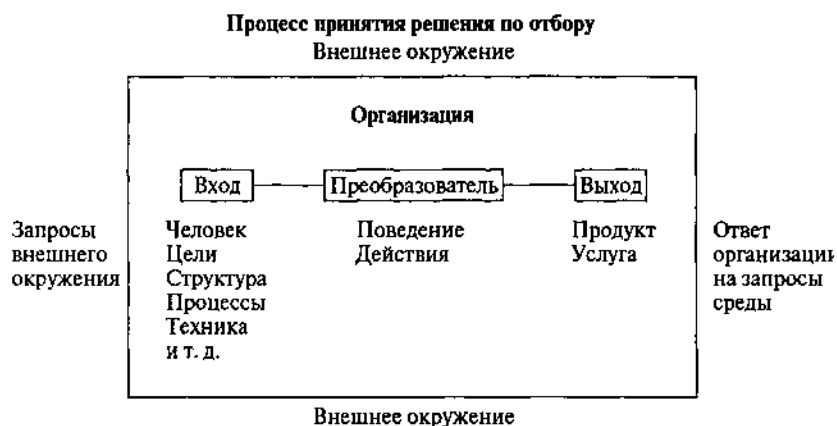 Процесс принятия решения по отбору
Внешнее окружение
Организация
Вход
Преобразователь
Выход
Запросы
внешнего
окружения
Человек
Цели
Структура
Процессы
Техника
и т. д.
Поведение
Действия
Продукт
Услуга
Ответ
организации
на запросы
среды
Внешнее окружение